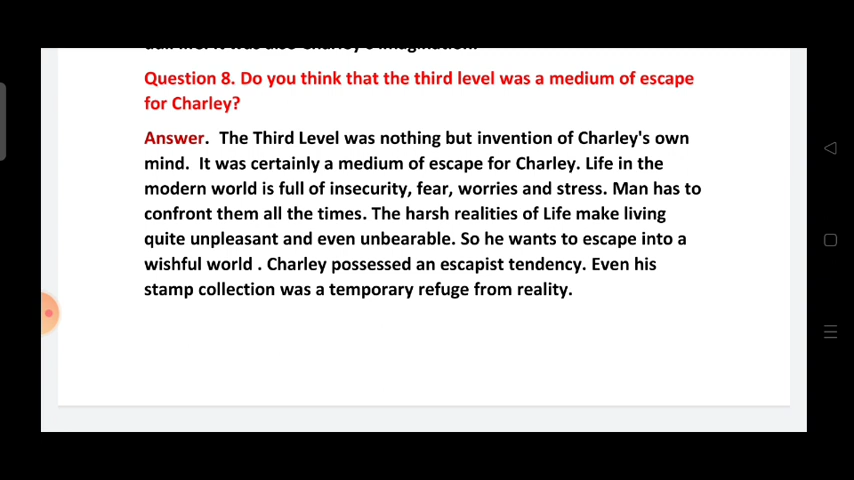 Question 8. Do you think that the third level was a medium of escape
for Charley?
Answer. The Third Level was nothing but invention of Charley's own
mind. It was certainly a medium of escape for Charley. Life in the
modern world is full of insecurity, fear, worries and stress. Man has to
confront them all the times. The harsh realities of Life make living
quite unpleasant and even unbearable. So he wants to escape into a
wishful world . Charley possessed an escapist tendency. Even his
stamp collection was a temporary refuge from reality.